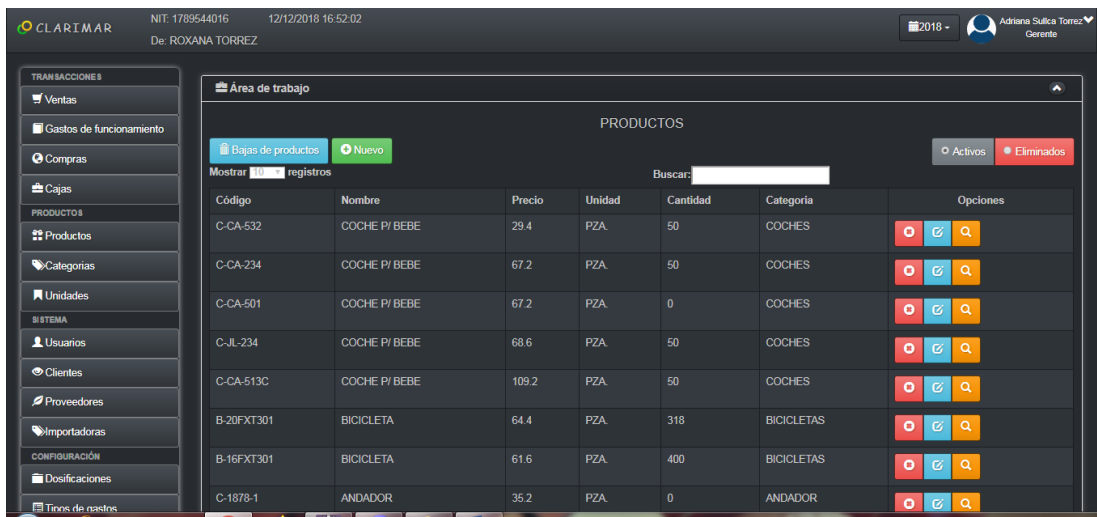 CLARIMAR
NIT: 1789544016 12/12/2018 16:52:02
De: ROXANA TORREZ
2018
Adriana Sullca Torrez
Gerente
TRANSACCIONES
Ventas
Gastos de funcionamiento
Compras
Cajas
PRODUCTOS
Productos
Categorias
Unidades
SISTEMA
Usuarios
Clientes
Proveedores
Importadoras
CONFIGURACIÓN
Dosificaciones
Tipos de gastos
Área de trabajo
PRODUCTOS
Bajas de productos Nuevo Activos Eliminados
Mostrar 10 registros Buscar:
Código Nombre Precio Unidad Cantidad Categoria Opciones
C-CA-532 COCHE P/ BEBE 29.4 PZA. 50 COCHES
C-CA-234 COCHE P/ BEBE 67.2 PZA. 50 COCHES
C-CA-501 COCHE P/ BEBE 67.2 PZA. 0 COCHES
C-JL-234 COCHE P/ BEBE 68.6 PZA. 50 COCHES
C-CA-513C COCHE P/ BEBE 109.2 PZA. 50 COCHES
B-20FXT301 BICICLETA 64.4 PZA. 318 BICICLETAS
B-16FXT301 BICICLETA 61.6 PZA. 400 BICICLETAS
C-1878-1 ANDADOR 35.2 PZA. 0 ANDADOR